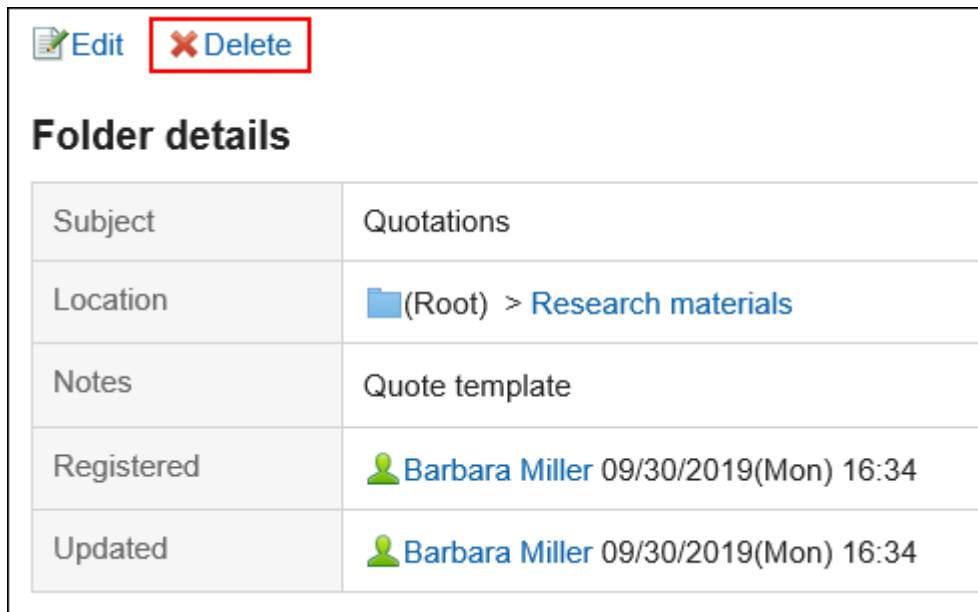 Edit Delete
Folder details
Subject Quotations
Location (Root) > Research materials
Notes Quote template
Registered Barbara Miller 09/30/2019(Mon) 16:34
Updated Barbara Miller 09/30/2019(Mon) 16:34